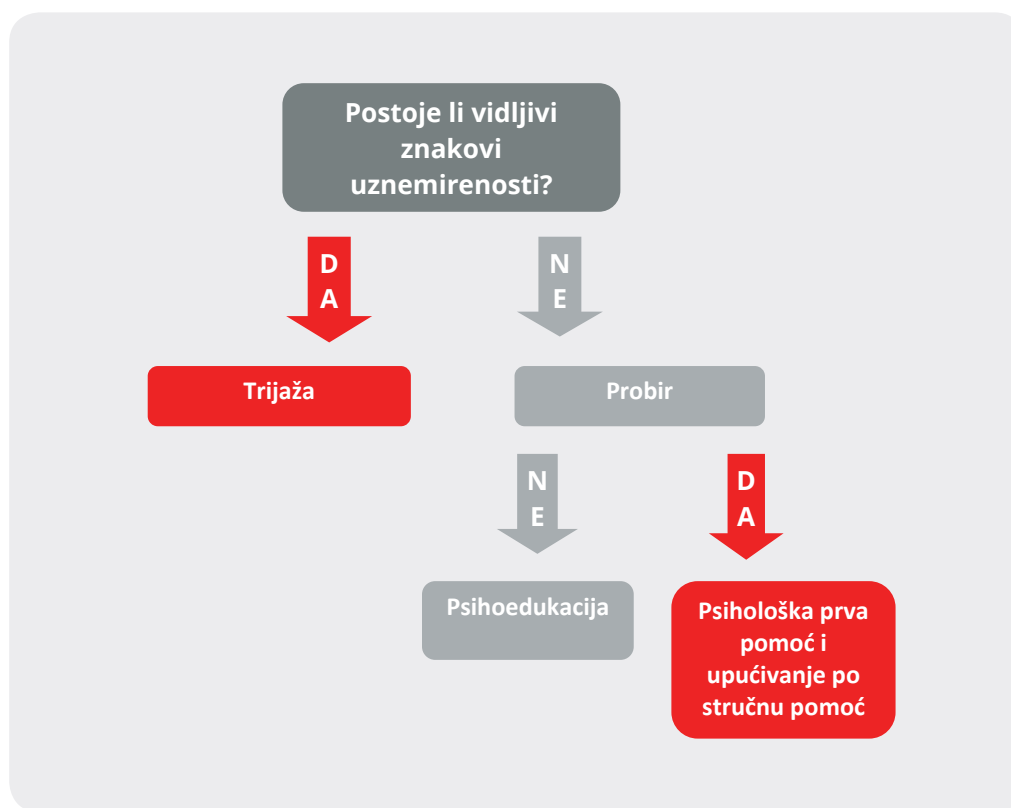 Postoje li vidljivi
znakovi
uznemirenosti?
D
A
N
E
Trijaža
Probir
N
E
D
A
Psihoedukacija
Psihološka prva
pomoć i
upućivanje po
stručnu pomoć